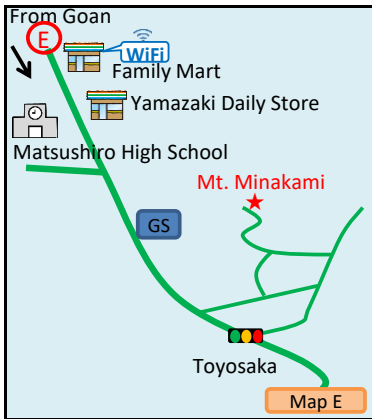 From Goan
E
WiFi
Family Mart
Yamazaki Daily Store
Matsushiro High School
Mt. Minakami
GS
Toyosaka
Map E